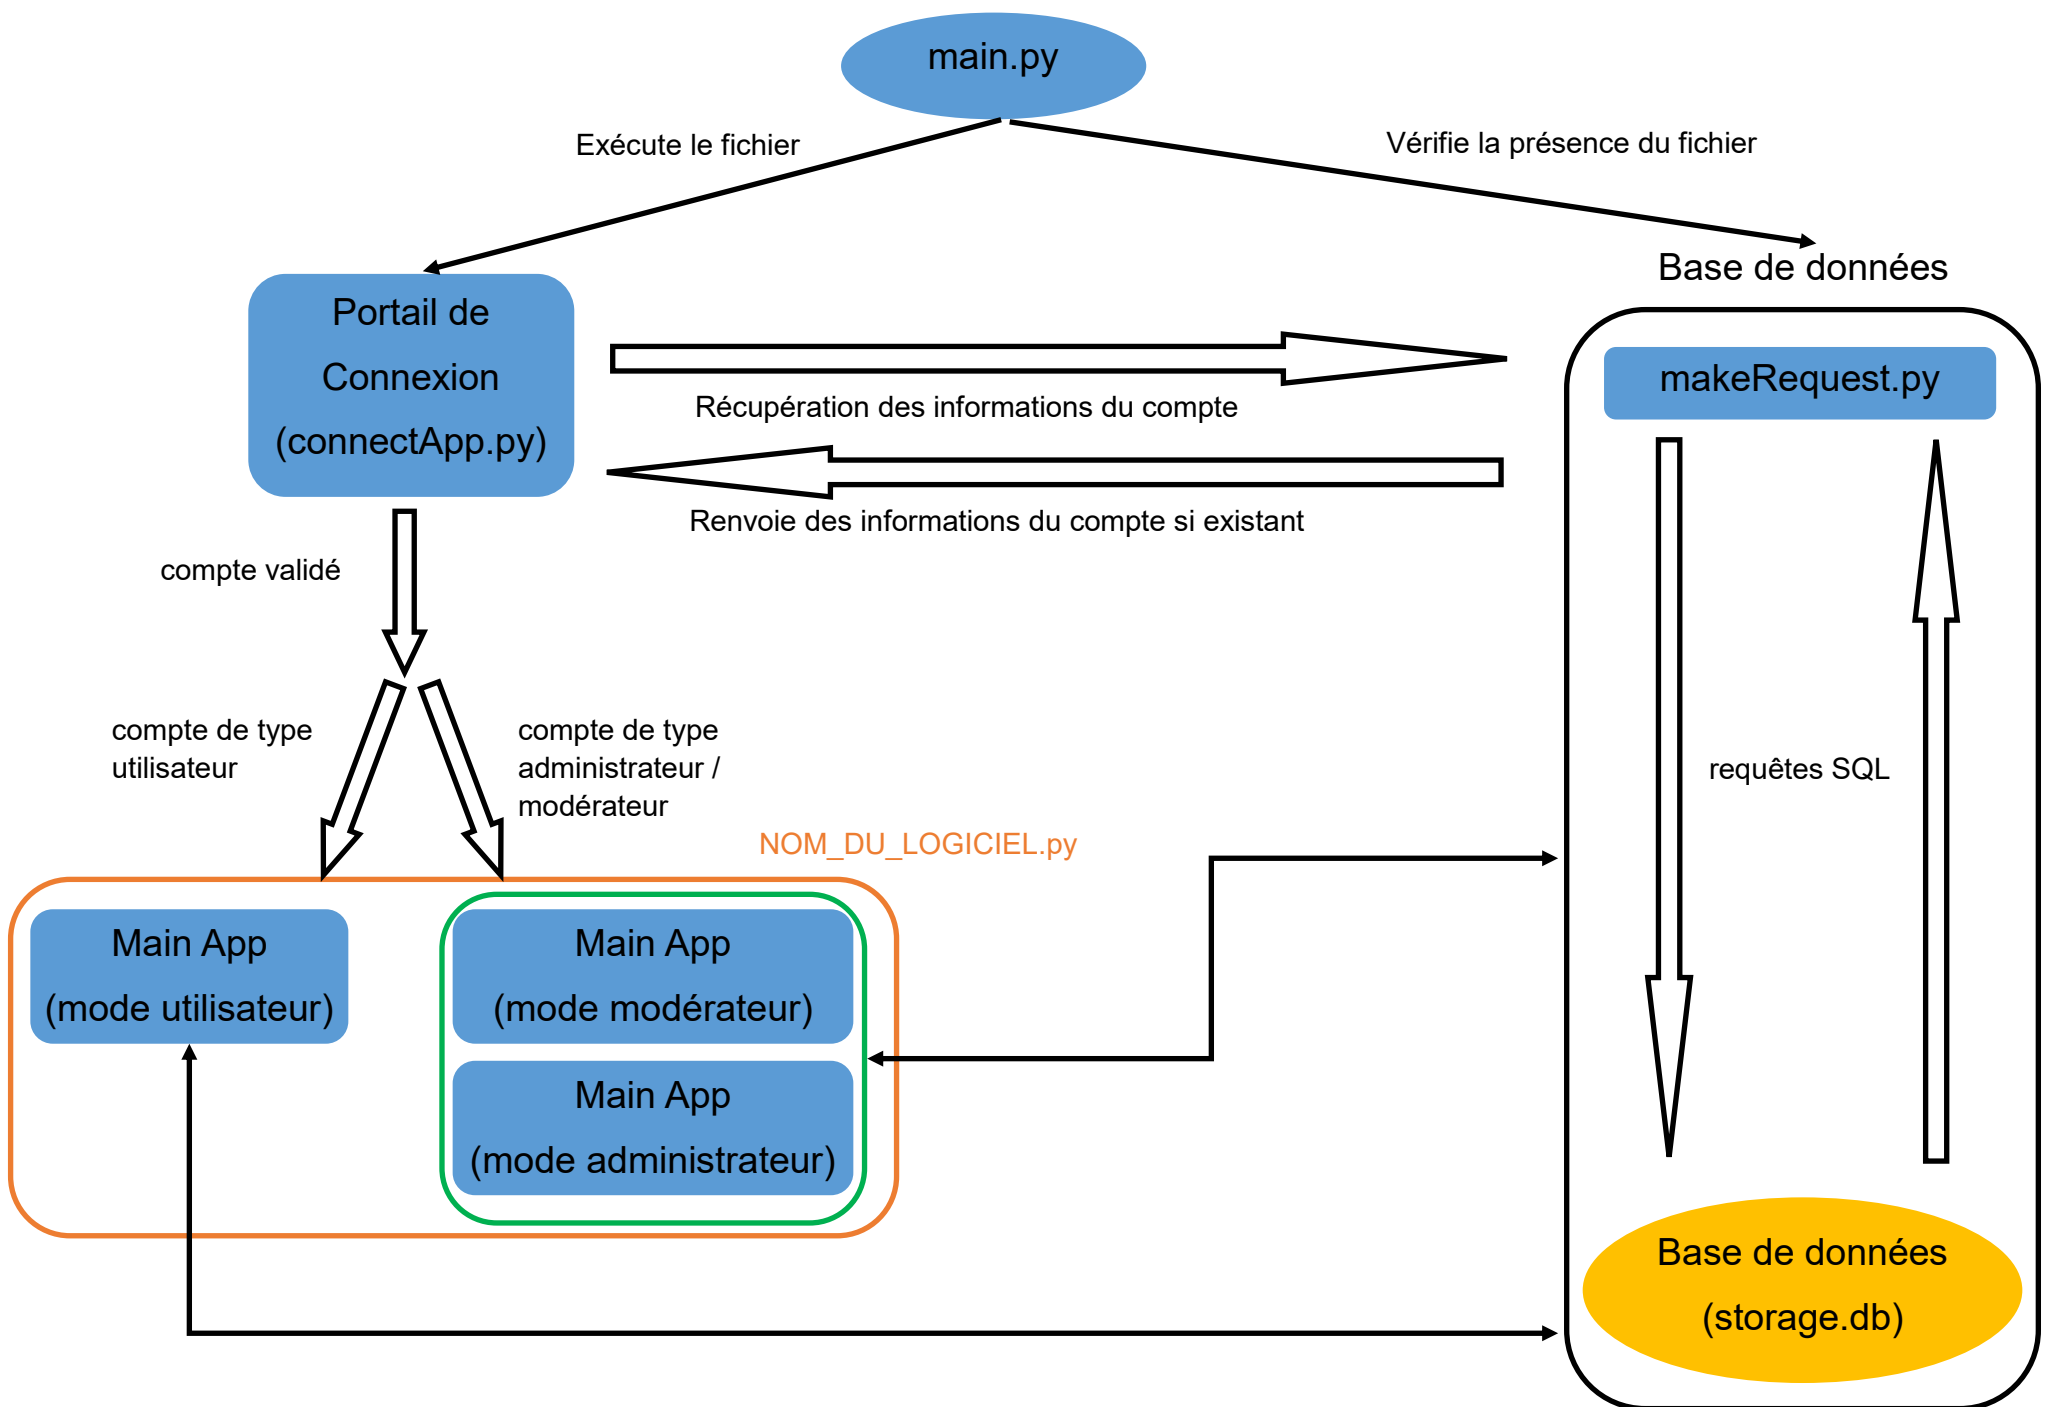 main.py
Exécute le fichier
Vérifie la présence du fichier
Base de données
Portail de
Connexion
(connectApp.py)
makeRequest.py
Récupération des informations du compte
Renvoie des informations du compte si existant
compte validé
compte de type
utilisateur
compte de type
administrateur /
modérateur
requêtes SQL
NOM_DU_LOGICIEL.py
Main App
(mode utilisateur)
Main App
(mode modérateur)
Main App
(mode administrateur)
Base de données
(storage.db)